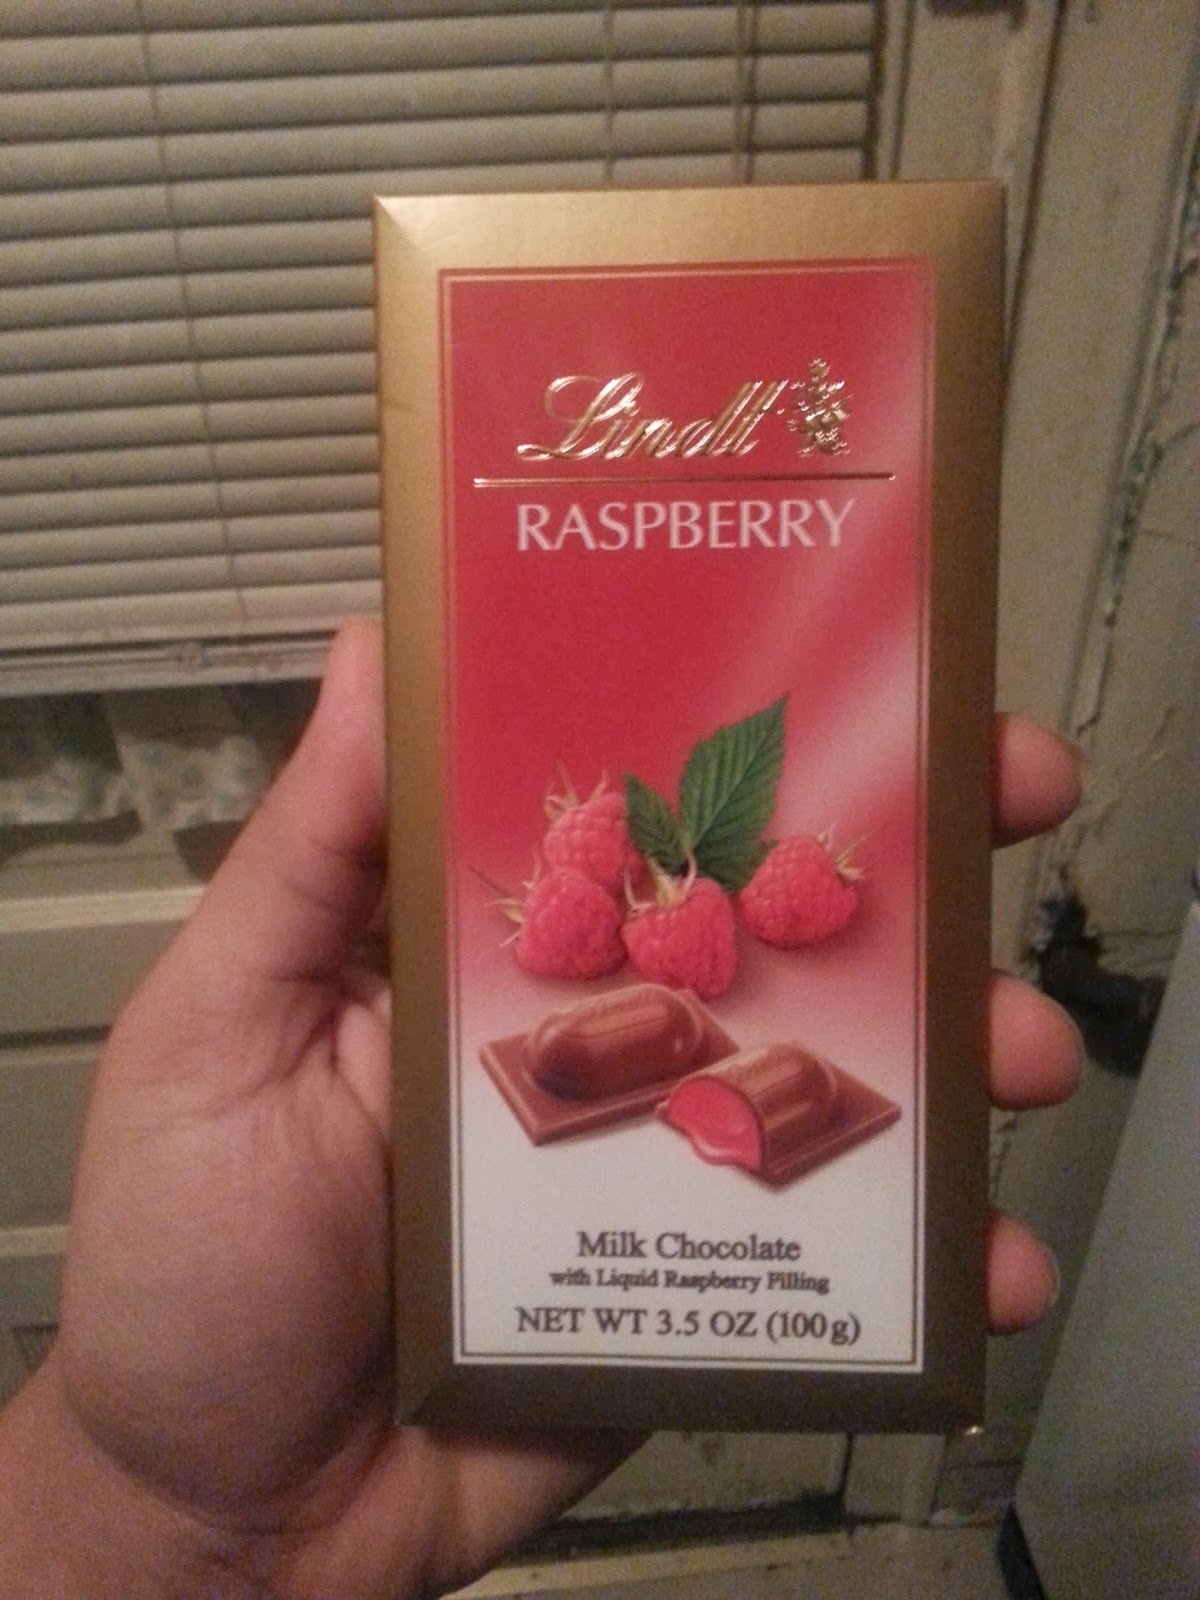 Lindt
RASPBERRY
Milk Chocolate
with Liquid Raspberry Filling
NET WT 3.5 OZ (100g)